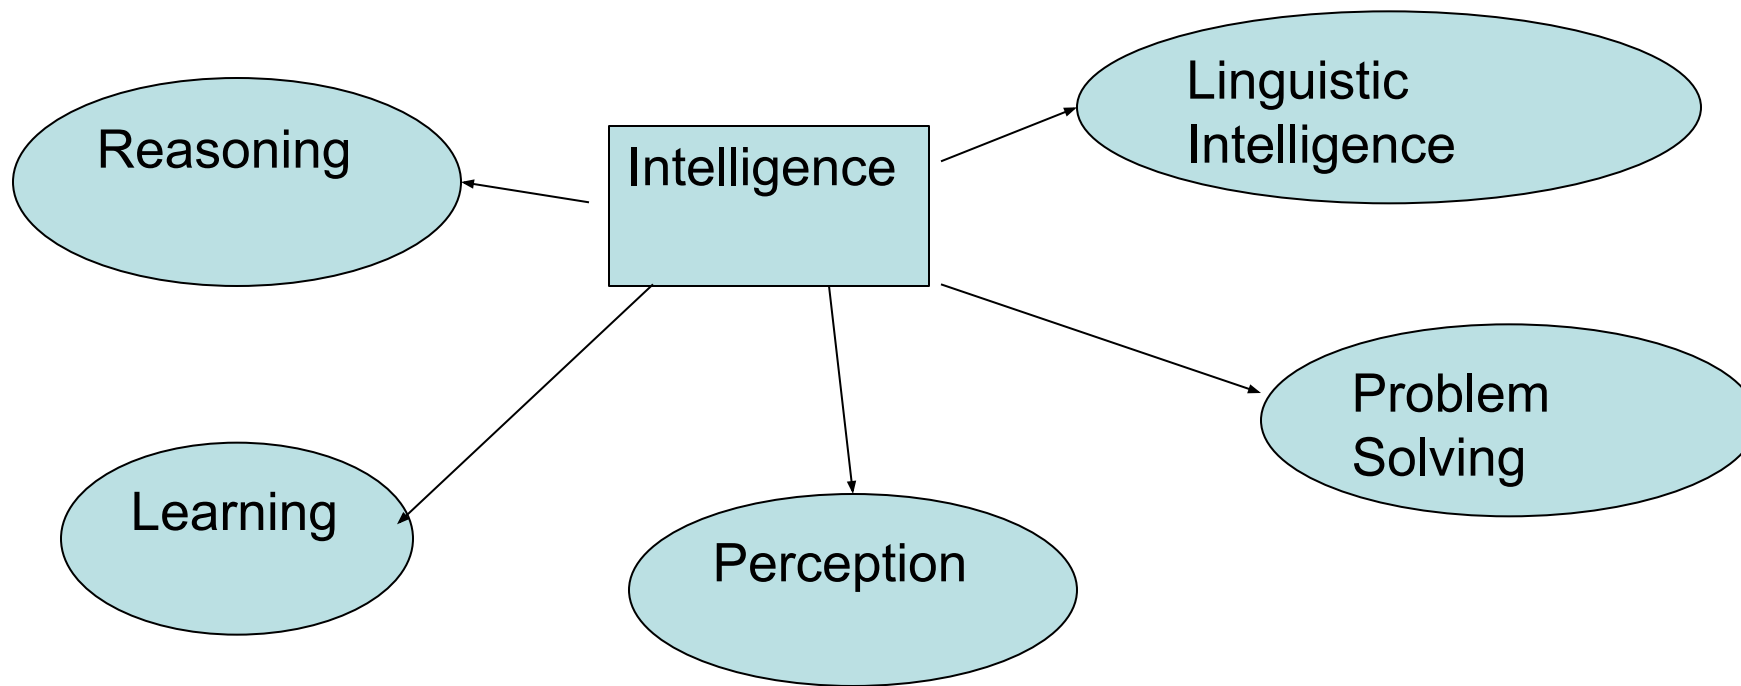 Linguistic
Intelligence
Reasoning
Intelligence
Problem
Solving
Learning
Perception